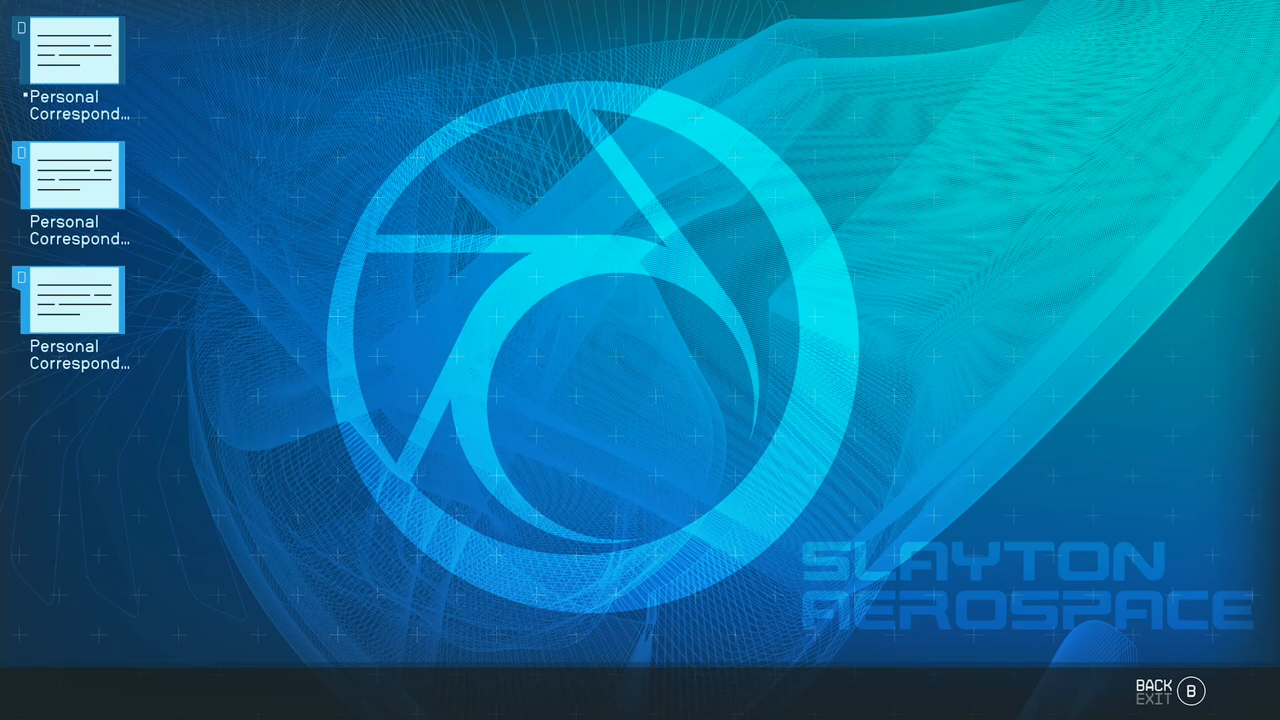 D
Personal
Correspond...
D
Personal
Correspond...
D
Personal
Correspond...
SLAYTON
AEROSPACE
BACK
EXIT
B